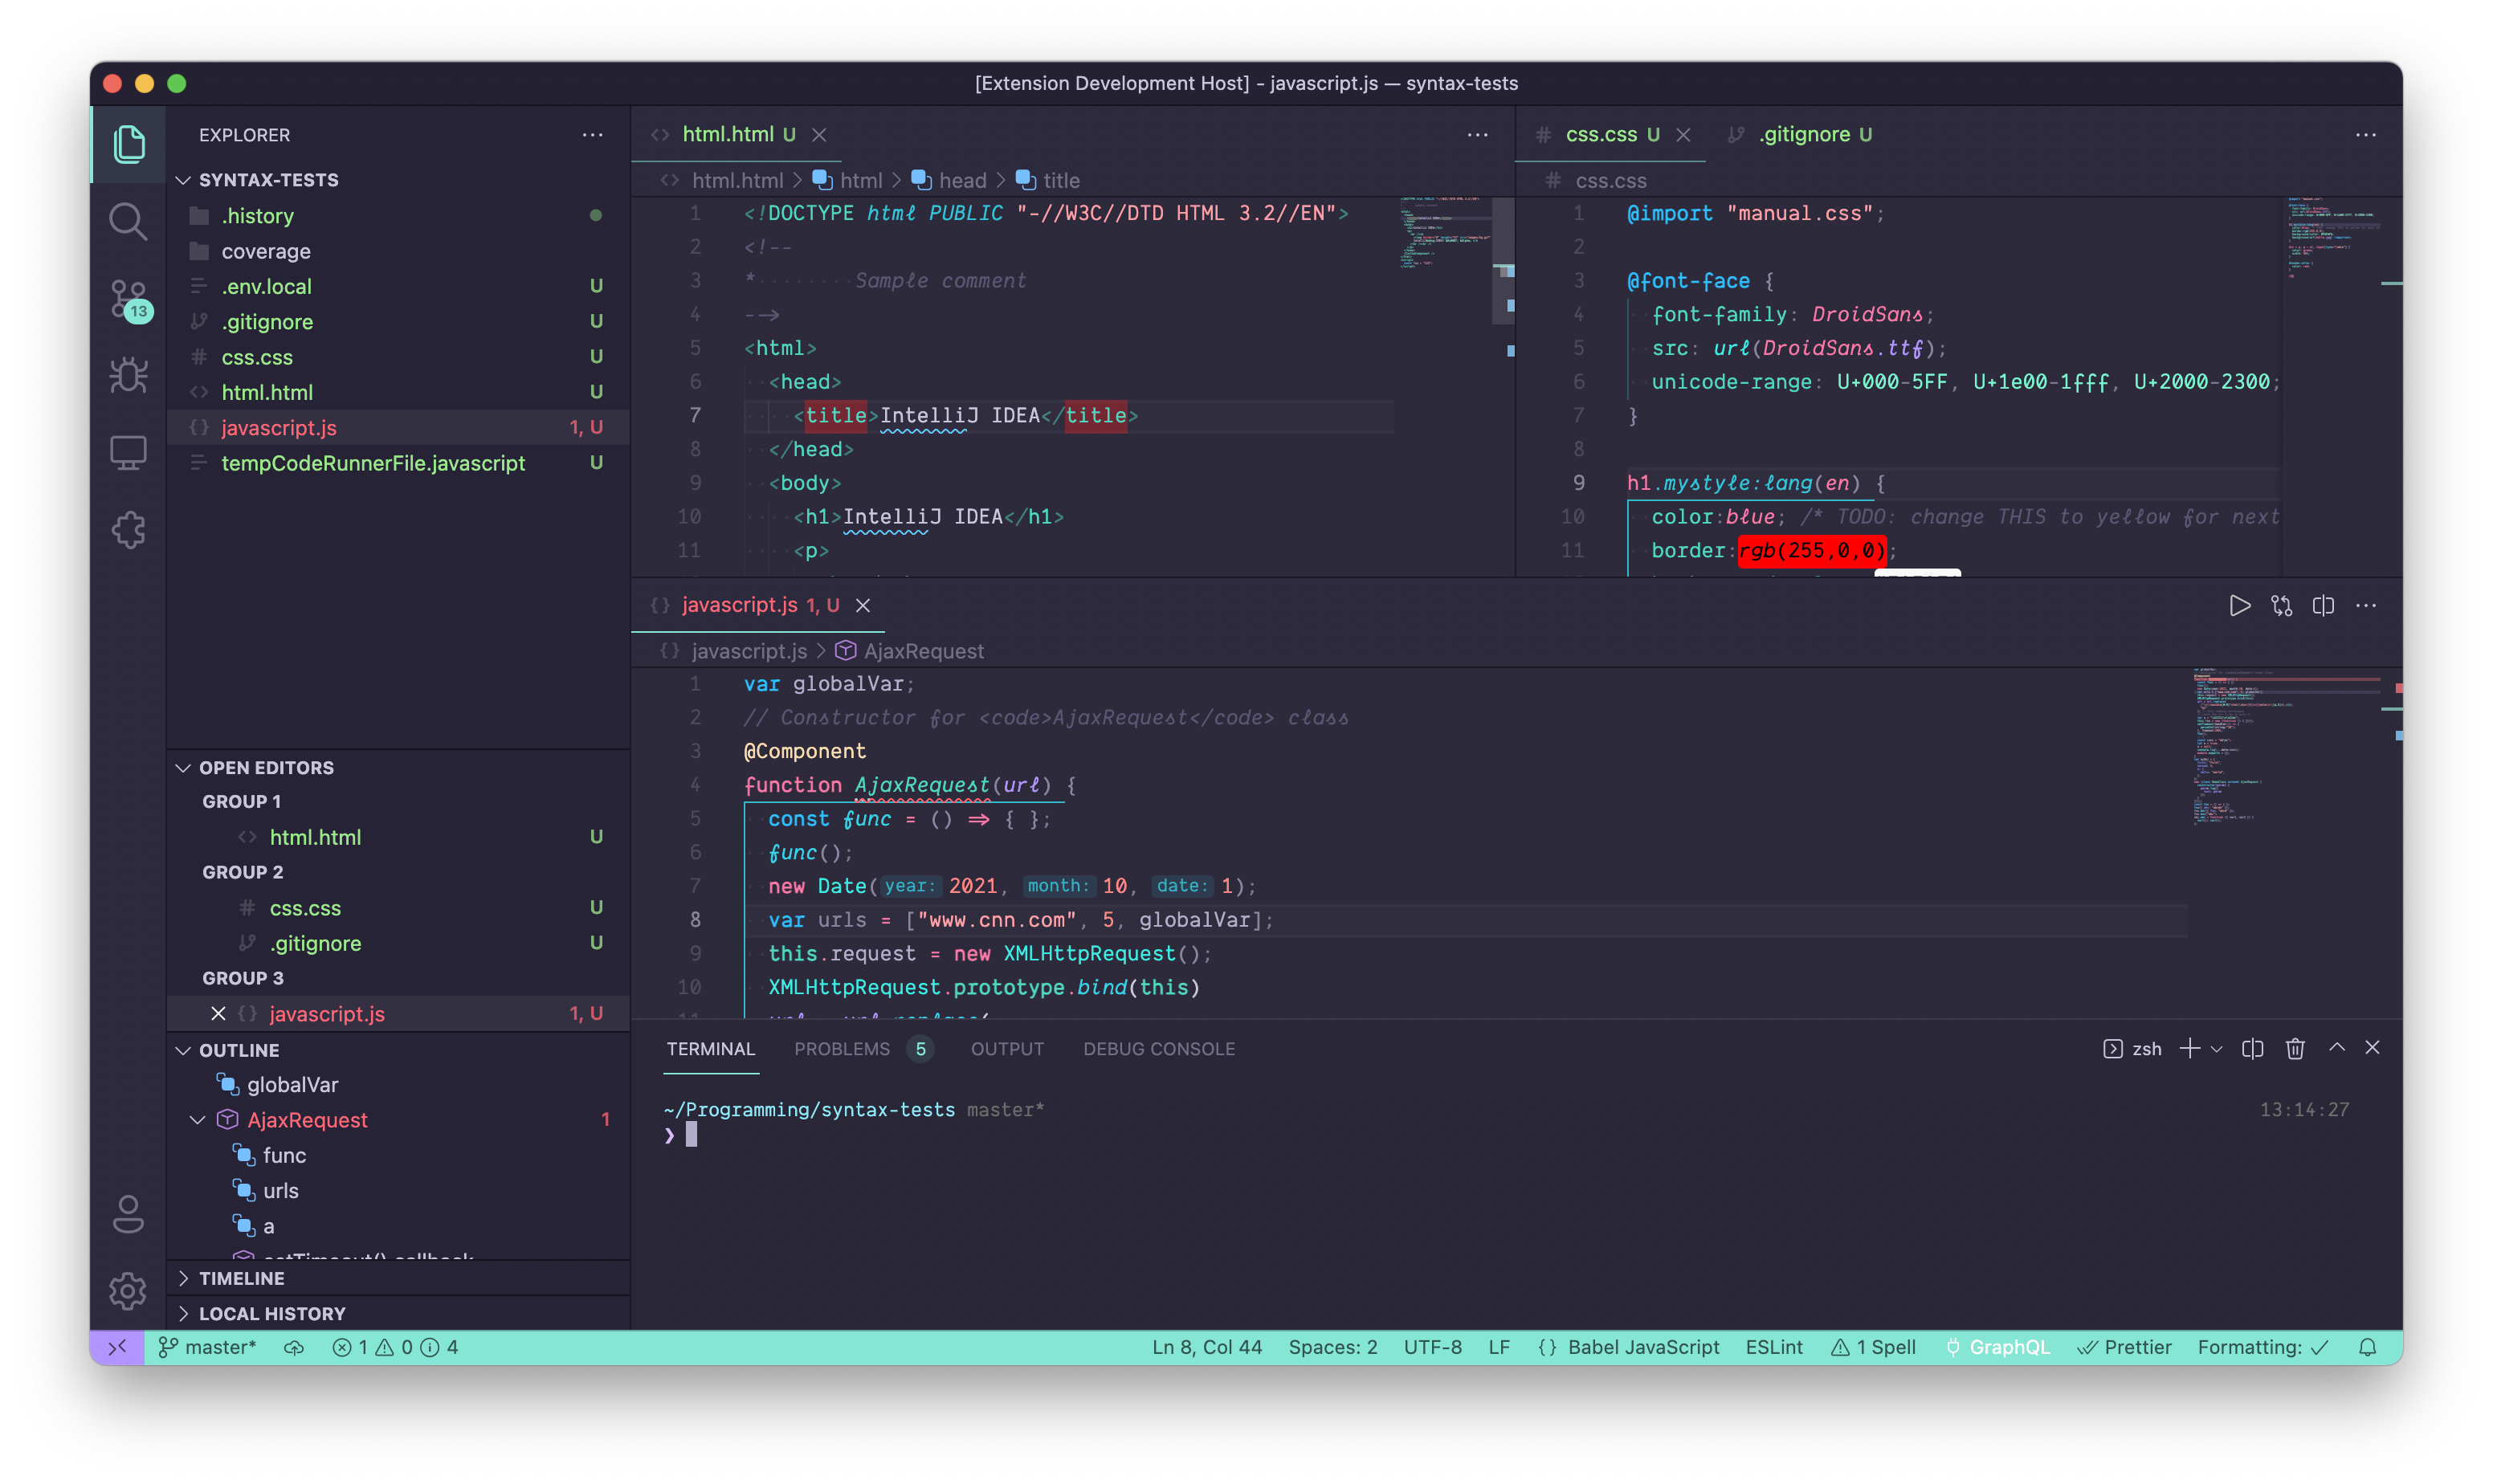 [Extension Development Host] - javascript.js — syntax-tests
EXPLORER
SYNTAX-TESTS
.history
coverage
.env.local U
.gitignore U
css.css U
html.html U
javascript.js 1, U
tempCodeRunnerFile.javascript U
13
OPEN EDITORS
GROUP 1
html.html U
GROUP 2
css.css U
.gitignore U
GROUP 3
javascript.js 1, U
OUTLINE
globalVar
AjaxRequest 1
func
urls
a
setTimeout() callback
TIMELINE
LOCAL HISTORY
html.html U
html.html > html > head > title
1 <!DOCTYPE html PUBLIC "-//W3C//DTD HTML 3.2//EN">
2 <!--
3 * Sample comment
4 -->
5 <html>
6 <head>
7 <title>IntelliJ IDEA</title>
8 </head>
9 <body>
10 <h1>IntelliJ IDEA</h1>
11 <p>
css.css U .gitignore U
# css.css
1 @import "manual.css";
2
3 @font-face {
4 font-family: DroidSans;
5 src: url(DroidSans.ttf);
6 unicode-range: U+000-5FF, U+1e00-1fff, U+2000-2300;
7 }
8
9 h1.mystyle:lang(en) {
10 color:blue; /* TODO: change THIS to yellow for next
11 border:rgb(255,0,0);
{} javascript.js 1, U
{} javascript.js > AjaxRequest
1 var globalVar;
2 // Constructor for <code>AjaxRequest</code> class
3 @Component
4 function AjaxRequest(url) {
5 const func = () => { };
6 func();
7 new Date(year: 2021, month: 10, date: 1);
8 var urls = ["www.cnn.com", 5, globalVar];
9 this.request = new XMLHttpRequest();
10 XMLHttpRequest.prototype.bind(this)
11 url = url.replace(
TERMINAL PROBLEMS 5 OUTPUT DEBUG CONSOLE zsh
~/Programming/syntax-tests master* 13:14:27
❯
master* 1 0 4 Ln 8, Col 44 Spaces: 2 UTF-8 LF {} Babel JavaScript ESLint 1 Spell GraphQL Prettier Formatting: ✓